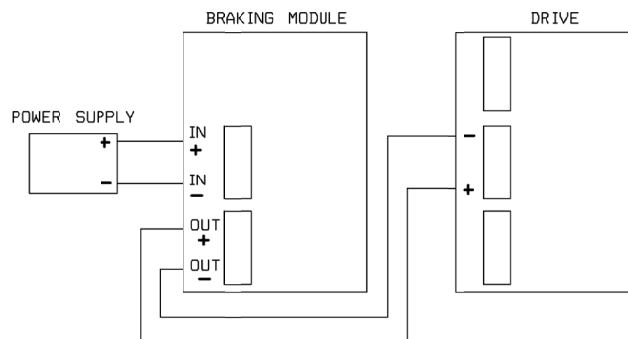 BRAKING MODULE
DRIVE
POWER SUPPLY
+
-
IN
+
IN
-
OUT
+
OUT
-
-
+